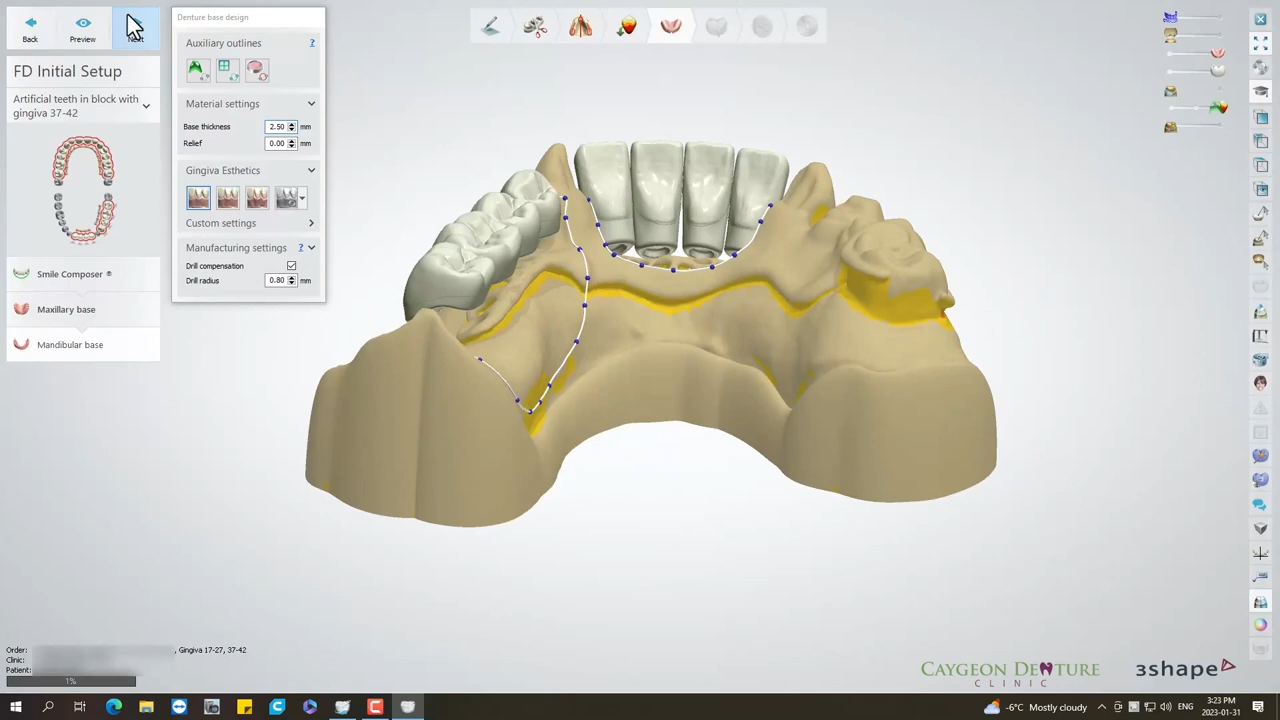 Back
Preview
Next
FD Initial Setup
Artificial teeth in block with
gingiva 37-42
Smile Composer ®
Maxillary base
Mandibular base
Denture base design
Auxiliary outlines
?
Material settings
Base thickness
2.50
mm
Relief
0.00
mm
Gingiva Esthetics
Custom settings
Manufacturing settings
?
Drill compensation
Drill radius
0.80
mm
Order:
, Gingiva 17-27, 37-42
Clinic:
Patient:
1%
CAYGEON DENTURE
CLINIC
3shape
-6°C Mostly cloudy
ENG
3:23 PM
2023-01-31